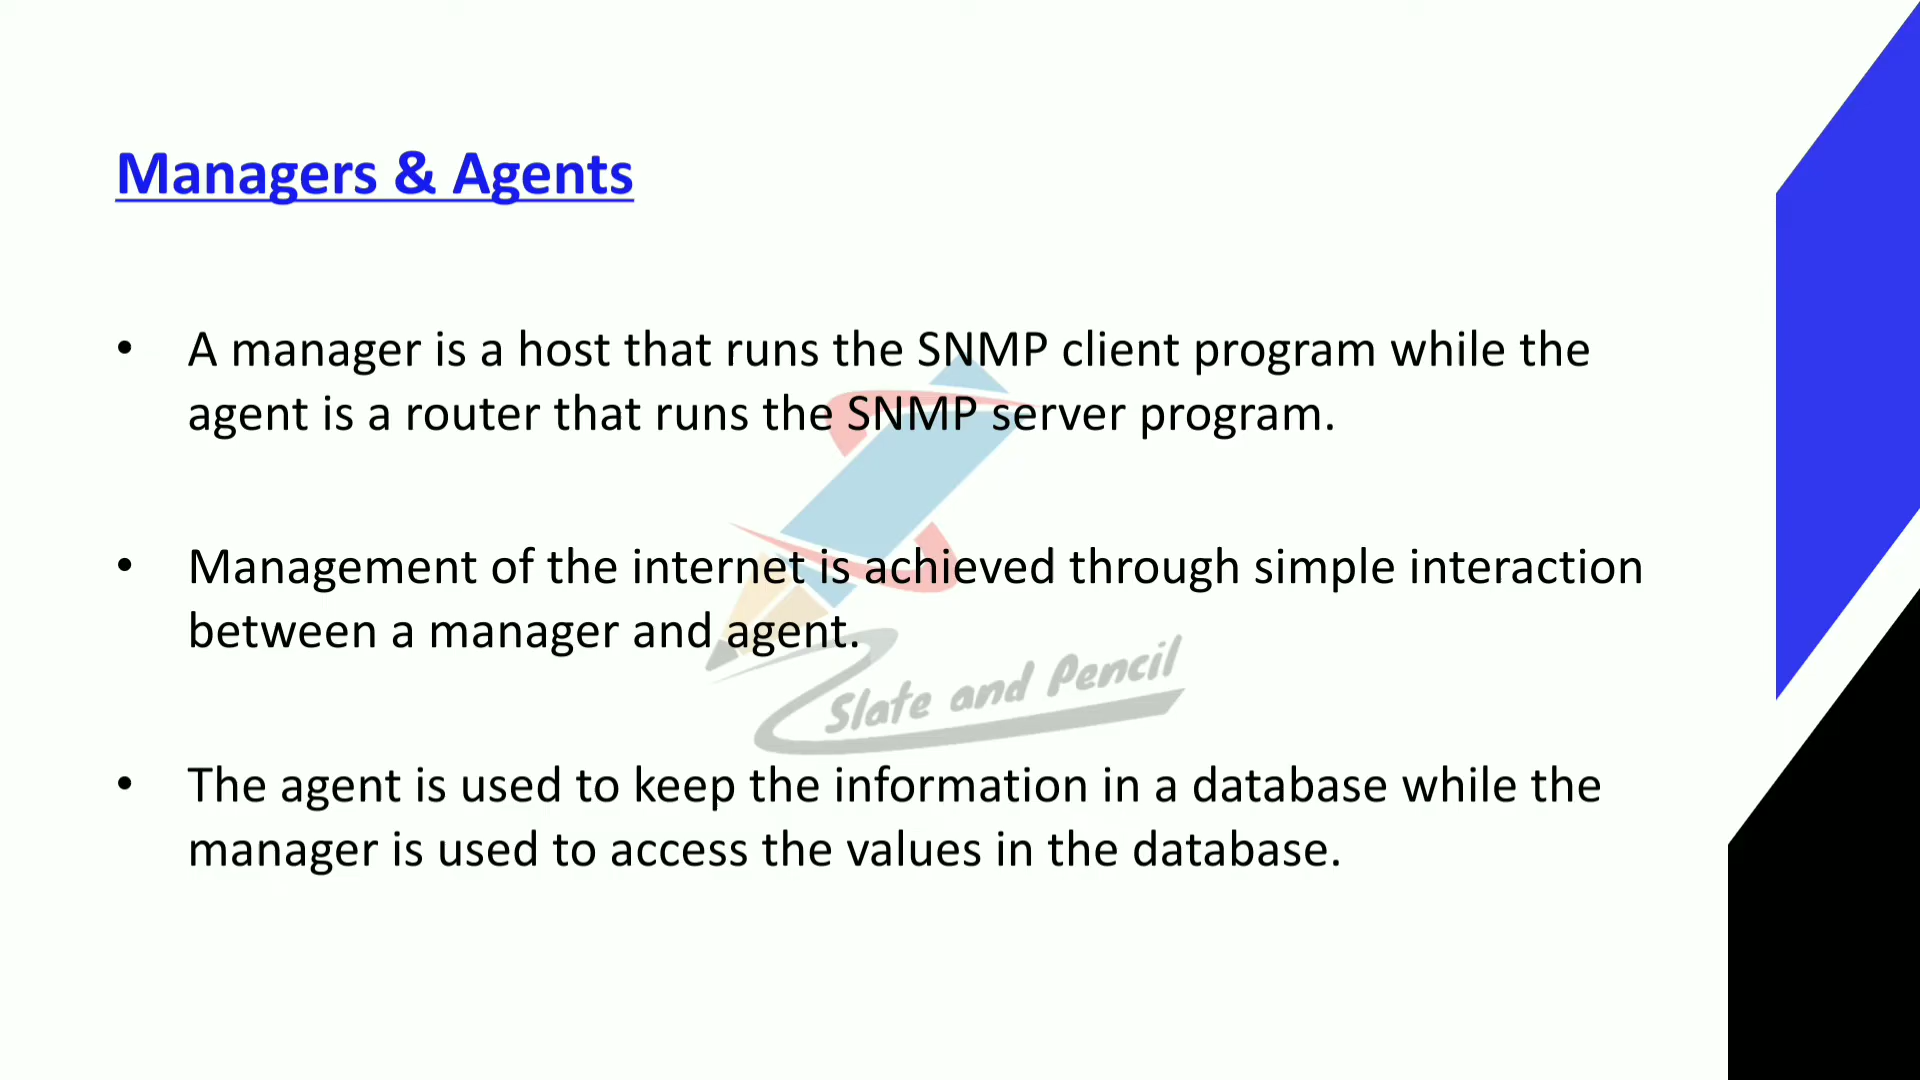 Managers & Agents
• A manager is a host that runs the SNMP client program while the
agent is a router that runs the SNMP server program.
• Management of the internet is achieved through simple interaction
between a manager and agent.
Slate and Pencil
• The agent is used to keep the information in a database while the
manager is used to access the values in the database.